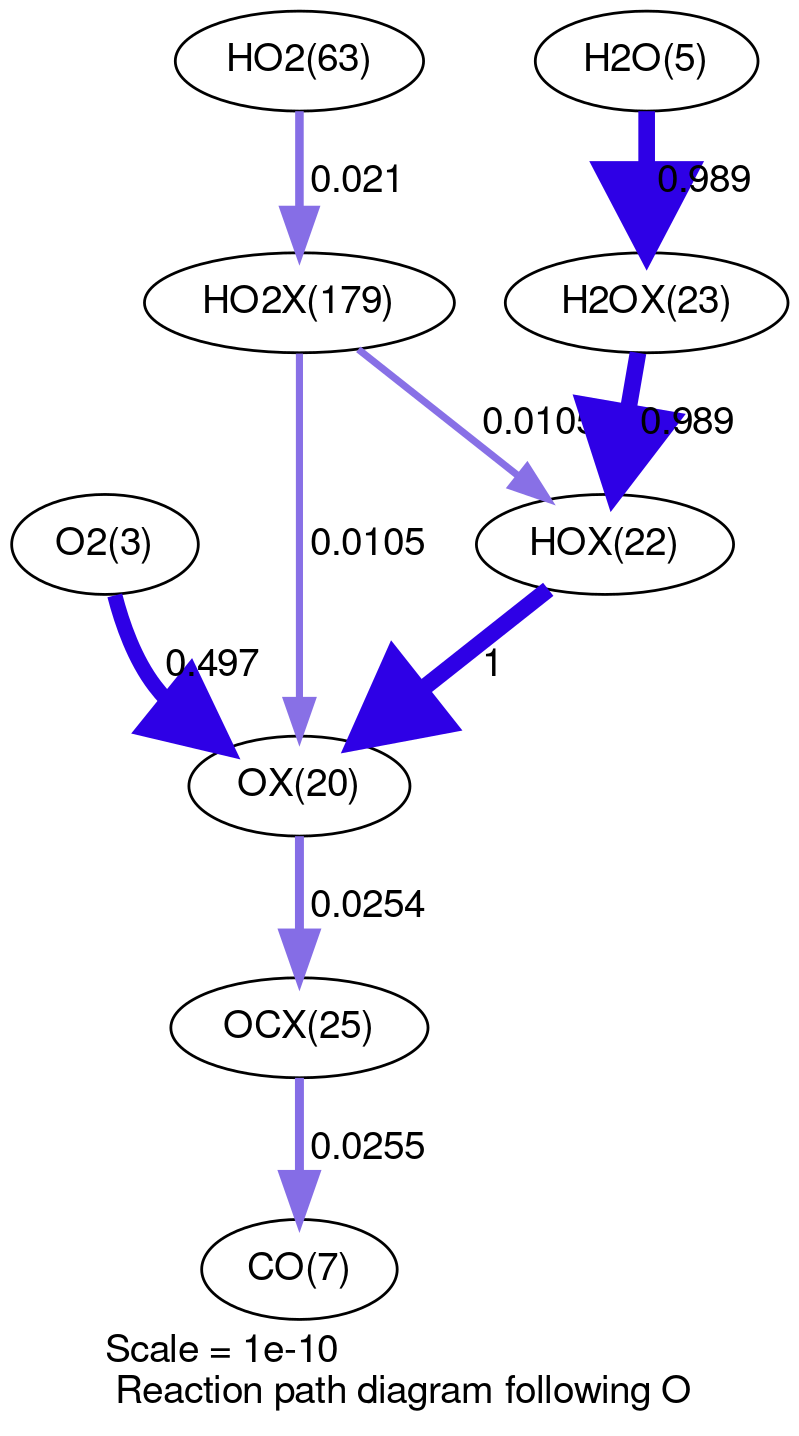 HO2(63)
H2O(5)
0.021
0.989
HO2X(179)
H2OX(23)
0.0105
0.989
O2(3)
0.0105
HOX(22)
0.497
1
OX(20)
0.0254
OCX(25)
0.0255
CO(7)
Scale = 1e-10
Reaction path diagram following O